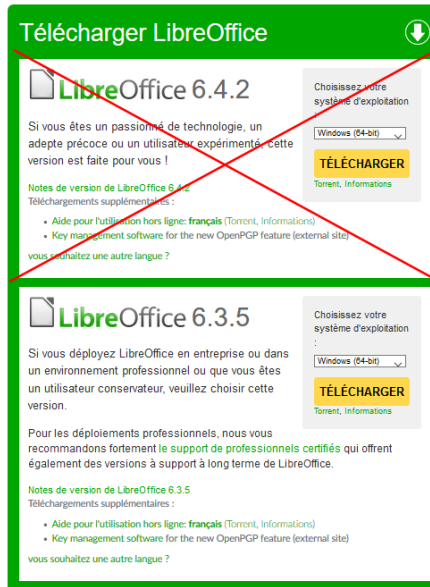 Télécharger LibreOffice
LibreOffice 6.4.2
Si vous êtes un passionné de technologie, un
adepte précoce ou un utilisateur expérimenté, cette
version est faite pour vous !
Notes de version de LibreOffice 6.4.2
Téléchargements supplémentaires :
• Aide pour l'utilisation hors ligne: français (Torrent, Informations)
• Key management software for the new OpenPGP feature (external site)
vous souhaitez une autre langue ?
Choisissez votre
système d'exploitation
:
Windows (64-bit)
TÉLÉCHARGER
Torrent, Informations
LibreOffice 6.3.5
Si vous déployez LibreOffice en entreprise ou dans
un environnement professionnel ou que vous êtes
un utilisateur conservateur, veuillez choisir cette
version.
Pour les déploiements professionnels, nous vous
recommandons fortement le support de professionnels certifiés qui offrent
également des versions à support à long terme de LibreOffice.
Notes de version de LibreOffice 6.3.5
Téléchargements supplémentaires :
• Aide pour l'utilisation hors ligne: français (Torrent, Informations)
• Key management software for the new OpenPGP feature (external site)
vous souhaitez une autre langue ?
Choisissez votre
système d'exploitation
:
Windows (64-bit)
TÉLÉCHARGER
Torrent, Informations